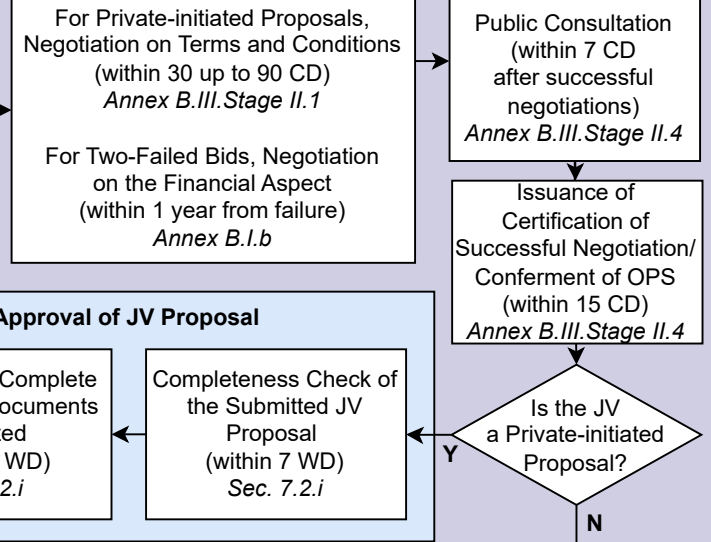 For Private-initiated Proposals,
Negotiation on Terms and Conditions
(within 30 up to 90 CD)
Annex B.III.Stage II.1
For Two-Failed Bids, Negotiation
on the Financial Aspect
(within 1 year from failure)
Annex B.I.b
Public Consultation
(within 7 CD
after successful
negotiations)
Annex B.III.Stage II.4
Issuance of
Certification of
Successful Negotiation/
Conferment of OPS
(within 15 CD)
Annex B.III.Stage II.4
Is the JV
a Private-initiated
Proposal?
Y
N
Approval of JV Proposal
Completeness Check of
the Submitted JV
Proposal
(within 7 WD)
Sec. 7.2.i
Complete
WD)
2.i